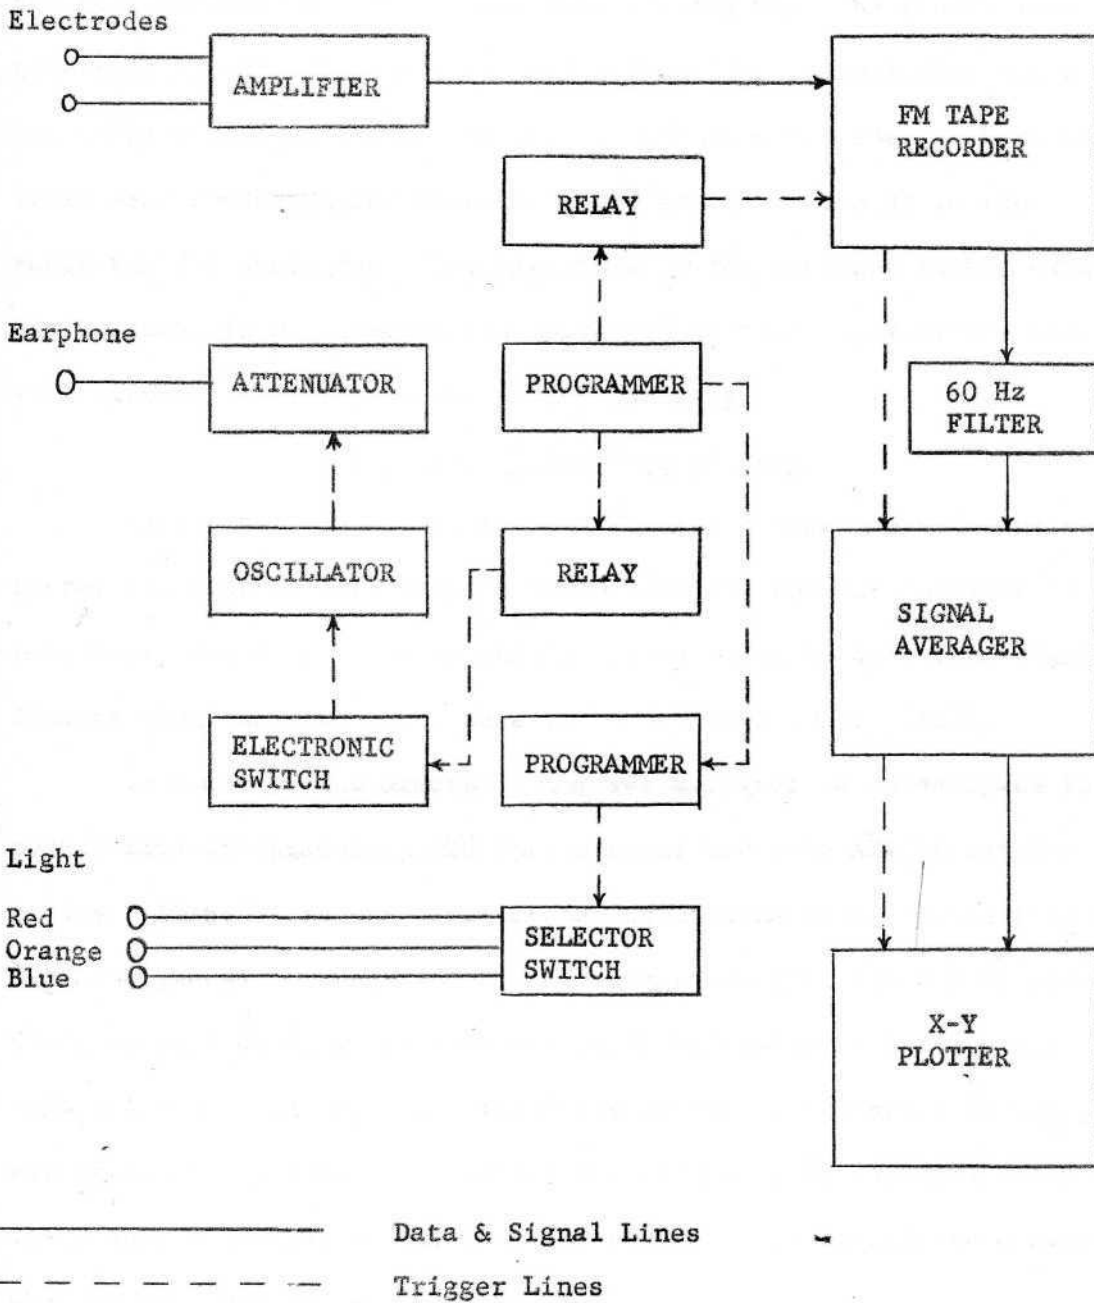 Electrodes
AMPLIFIER
FM TAPE
RECORDER
RELAY
Earphone
ATTENUATOR
PROGRAMMER
60 Hz
FILTER
OSCILLATOR
RELAY
SIGNAL
AVERAGER
ELECTRONIC
SWITCH
PROGRAMMER
Light
Red
Orange
Blue
SELECTOR
SWITCH
X-Y
PLOTTER
Data & Signal Lines
Trigger Lines